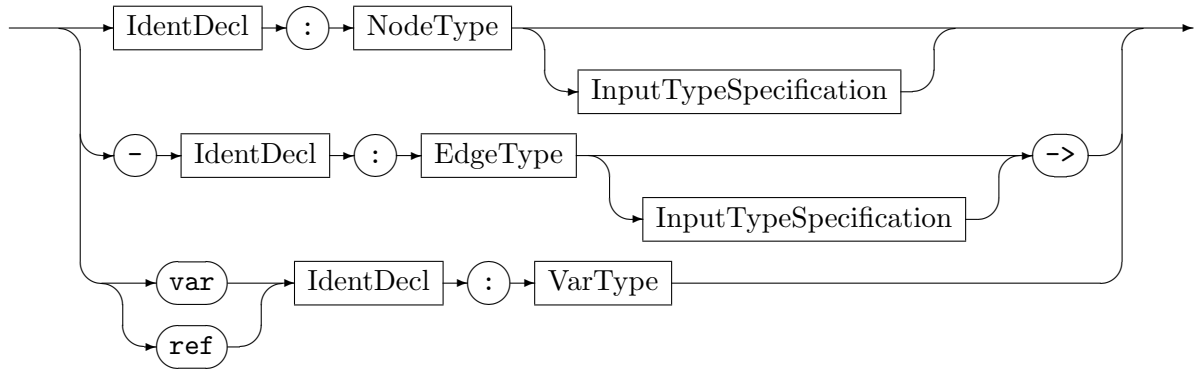 IdentDecl : NodeType
InputTypeSpecification
- IdentDecl : EdgeType ->
InputTypeSpecification
var IdentDecl : VarType
ref